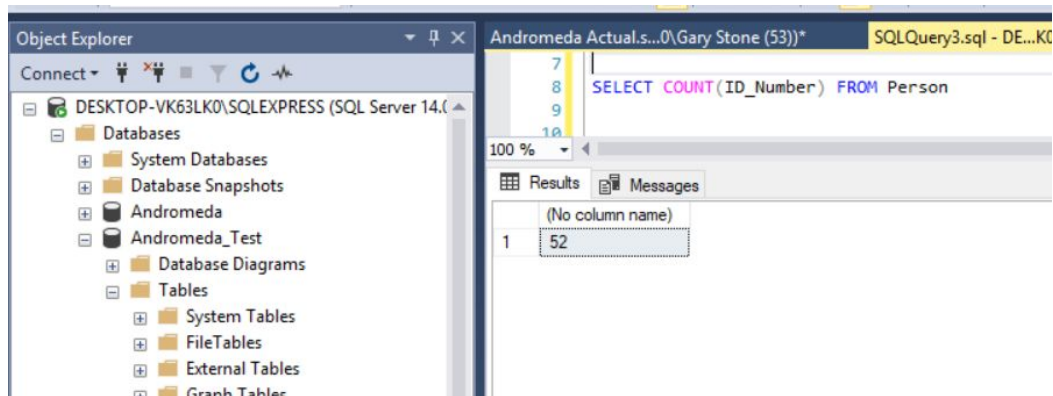 Object Explorer
Connect
DESKTOP-VK63LK0\SQLEXPRESS (SQL Server 14.0
Databases
System Databases
Database Snapshots
Andromeda
Andromeda_Test
Database Diagrams
Tables
System Tables
FileTables
External Tables
Graph Tables
Andromeda Actual.s...0\Gary Stone (53))* SQLQuery3.sql - DE...K0
7
8 SELECT COUNT(ID_Number) FROM Person
9
10
100 %
Results Messages
(No column name)
1 52